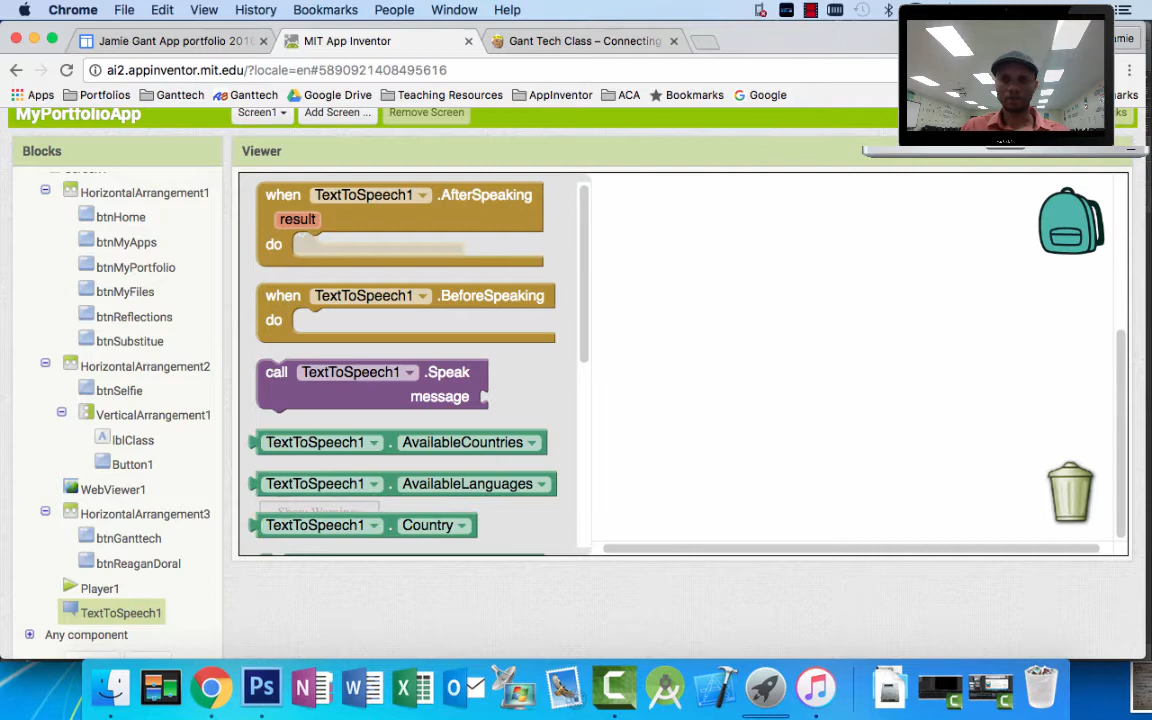 Chrome File Edit View History Bookmarks People Window Help
Jamie Gant App portfolio 2016 × MIT App Inventor × Gant Tech Class – Connecting ×
ai2.appinventor.mit.edu/?locale=en#5890921408495616
Apps Portfolios Ganttech Ganttech Google Drive Teaching Resources AppInventor ACA Bookmarks Google
MyPortfolioApp Screen1 Add Screen ... Remove Screen
Blocks Viewer
HorizontalArrangement1
btnHome
btnMyApps
btnMyPortfolio
btnMyFiles
btnReflections
btnSubstitue
HorizontalArrangement2
btnSelfie
VerticalArrangement1
lblClass
Button1
WebViewer1
HorizontalArrangement3
btnGanttech
btnReaganDoral
Player1
TextToSpeech1
Any component
when TextToSpeech1 .AfterSpeaking
result
do
when TextToSpeech1 .BeforeSpeaking
do
call TextToSpeech1 .Speak
message
TextToSpeech1 . AvailableCountries
TextToSpeech1 . AvailableLanguages
TextToSpeech1 . Country